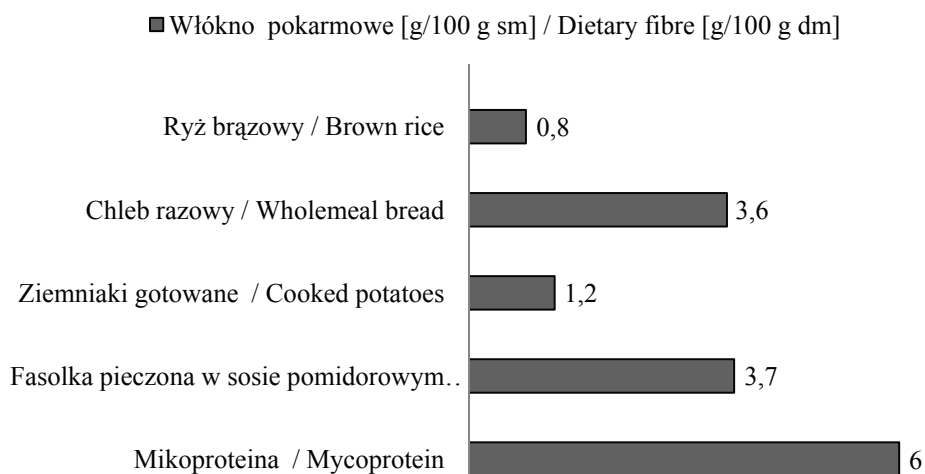 Włókno pokarmowe [g/100 g sm] / Dietary fibre [g/100 g dm]
Ryż brązowy / Brown rice 0,8
Chleb razowy / Wholemeal bread 3,6
Ziemniaki gotowane / Cooked potatoes 1,2
Fasolka pieczona w sosie pomidorowym.. 3,7
Mikoproteina / Mycoprotein 6